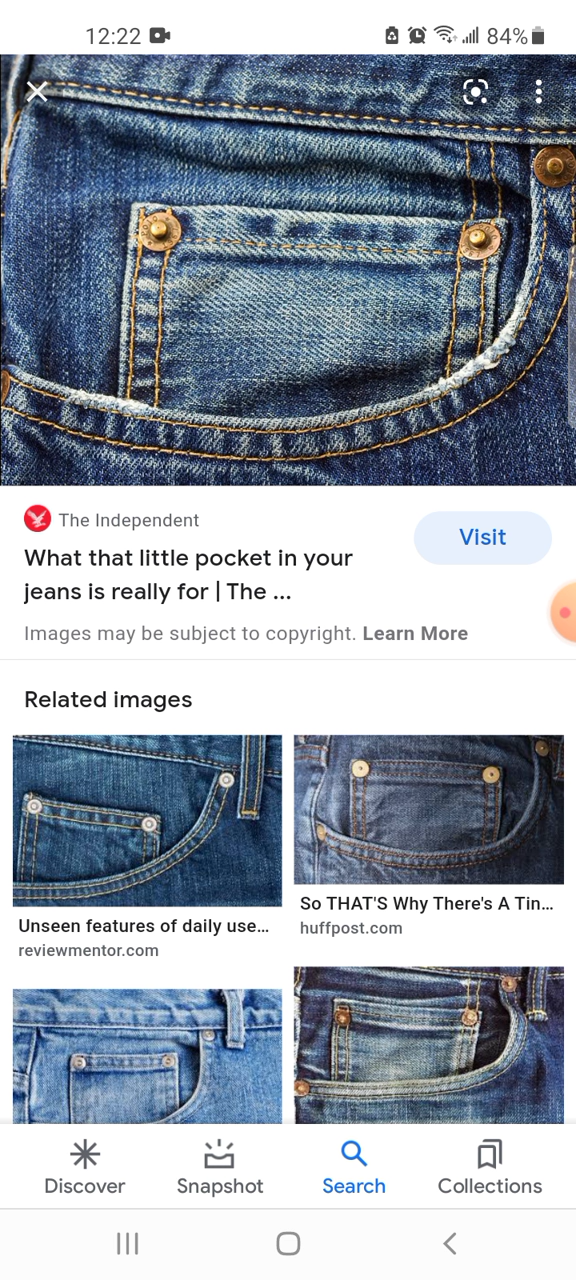 12:22
84%
The Independent
What that little pocket in your
jeans is really for | The ...
Visit
Images may be subject to copyright. Learn More
Related images
Unseen features of daily use...
reviewmentor.com
So THAT'S Why There's A Tin...
huffpost.com
Discover
Snapshot
Search
Collections